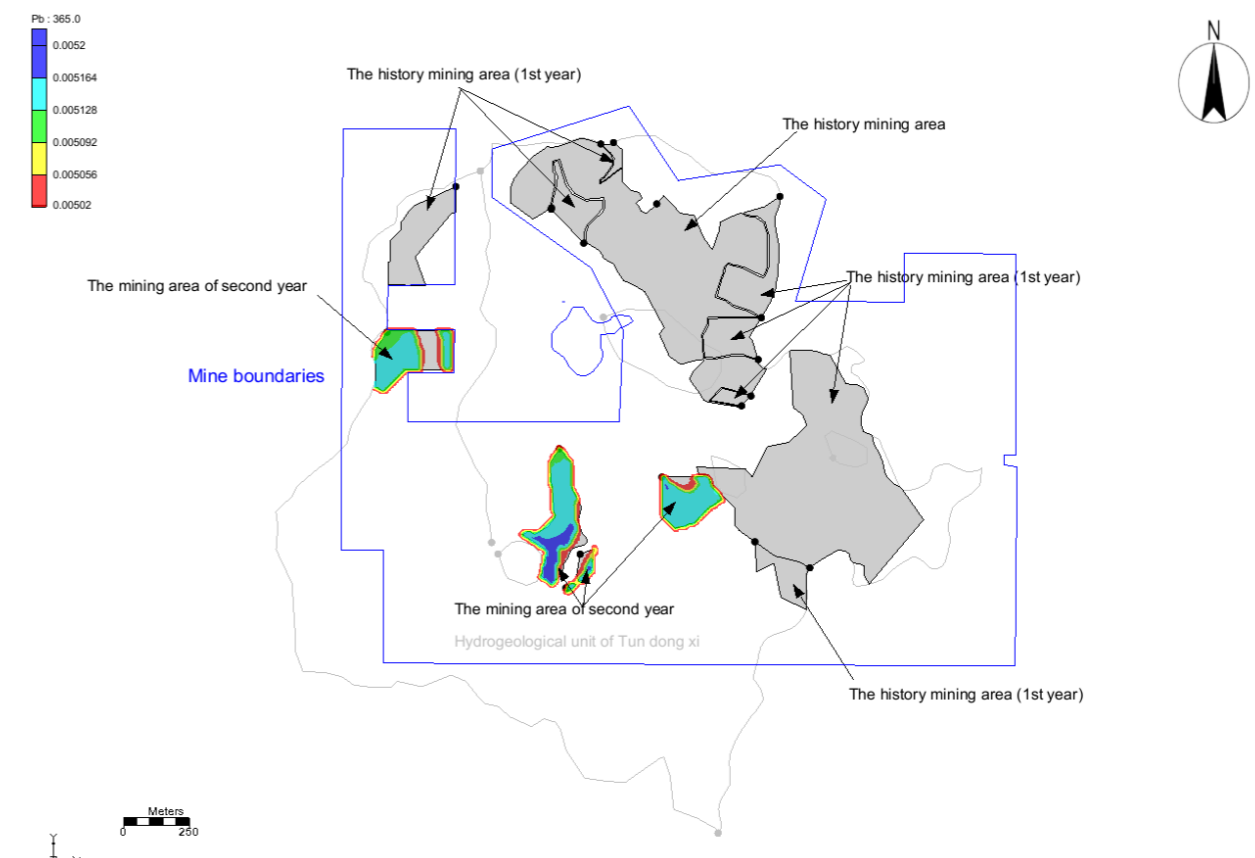 Pb : 365.0
0.0052
0.005164
0.005128
0.005092
0.005056
0.00502
N
The history mining area (1st year)
The history mining area
The history mining area (1st year)
The mining area of second year
Mine boundaries
The mining area of second year
Hydrogeological unit of Tun dong xi
The history mining area (1st year)
Meters
0 250
Y